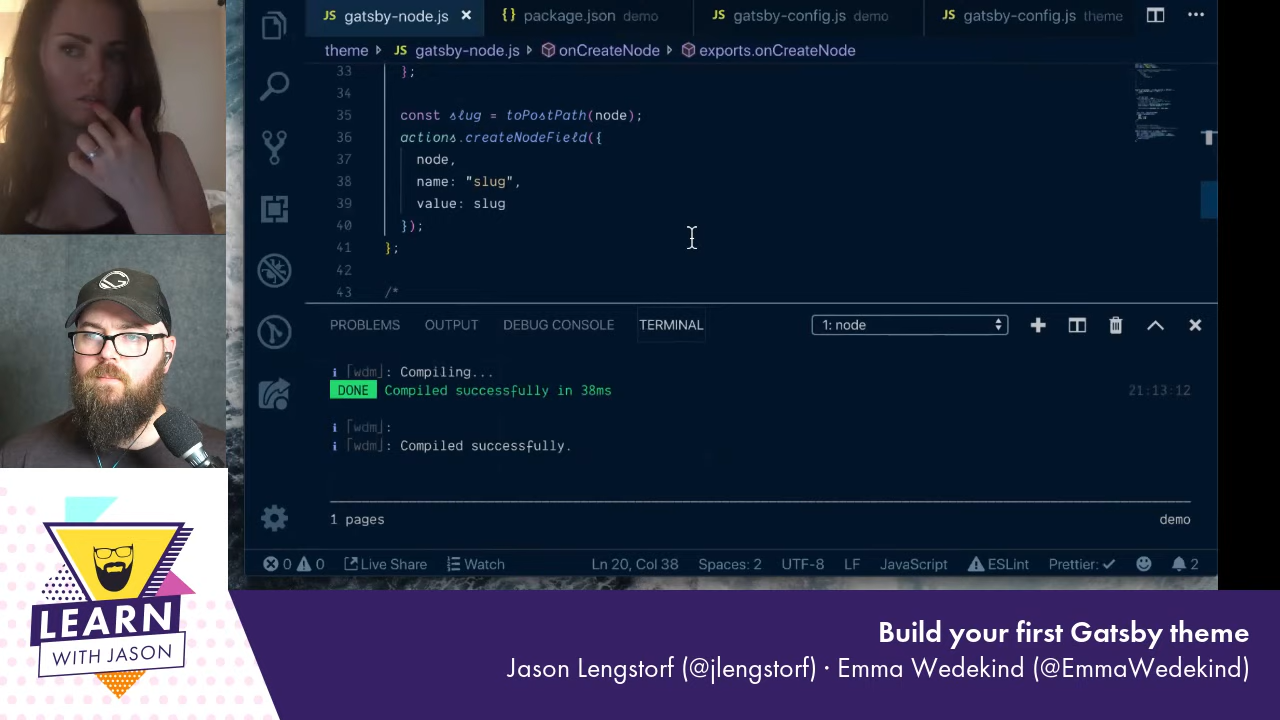 JS gatsby-node.js ×
{} package.json demo
JS gatsby-config.js demo
JS gatsby-config.js theme
theme JS gatsby-node.js onCreateNode exports.onCreateNode
33 };
34
35 const slug = toPostPath(node);
36 actions.createNodeField({
37 node,
38 name: "slug",
39 value: slug
40 });
41 };
42
43 /*
PROBLEMS OUTPUT DEBUG CONSOLE TERMINAL 1: node
i ｢wdm｣: Compiling...
DONE Compiled successfully in 38ms 21:13:12
i ｢wdm｣:
i ｢wdm｣: Compiled successfully.
1 pages demo
0 0 Live Share Watch Ln 20, Col 38 Spaces: 2 UTF-8 LF JavaScript ESLint Prettier: ✓ 2
LEARN
WITH JASON
Build your first Gatsby theme
Jason Lengstorf (@jlengstorf) · Emma Wedekind (@EmmaWedekind)